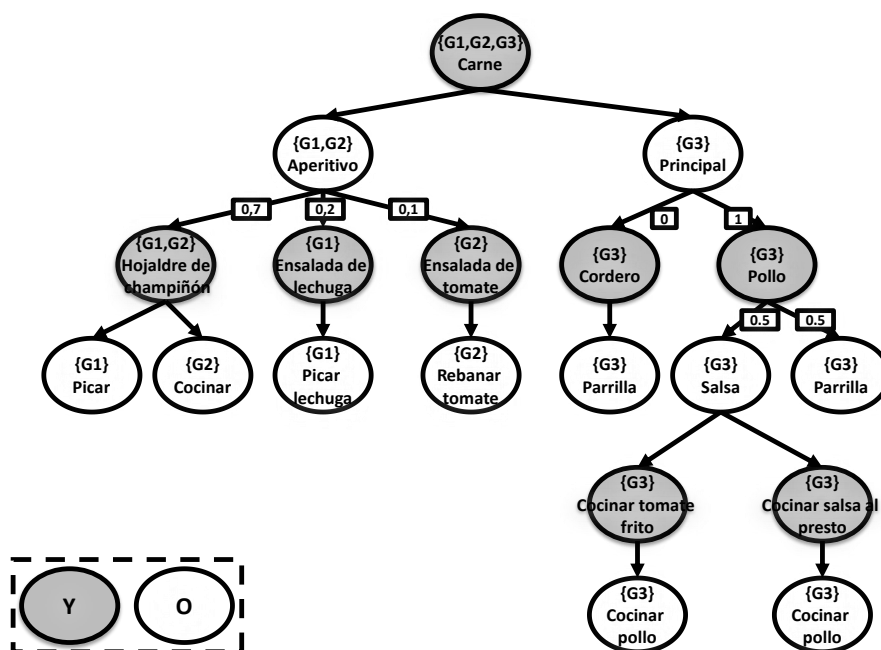 {G1,G2,G3}
Carne
{G1,G2}
Aperitivo
{G3}
Principal
0,7
0,2
0,1
0
1
{G1,G2}
Hojaldre de
champiñón
{G1}
Ensalada de
lechuga
{G2}
Ensalada de
tomate
{G3}
Cordero
{G3}
Pollo
0.5
0.5
{G1}
Picar
{G2}
Cocinar
{G1}
Picar
lechuga
{G2}
Rebanar
tomate
{G3}
Parrilla
{G3}
Salsa
{G3}
Parrilla
{G3}
Cocinar tomate
frito
{G3}
Cocinar salsa al
presto
{G3}
Cocinar
pollo
{G3}
Cocinar
pollo
Y
O